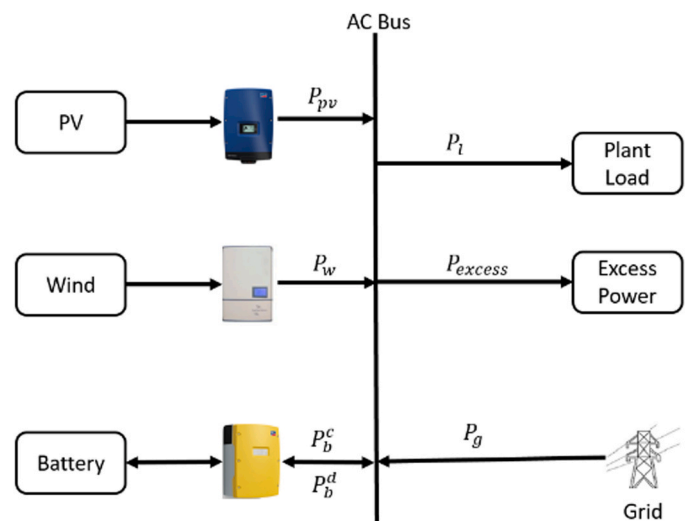 AC Bus
PV
P_pv
P_l
Plant
Load
Wind
P_w
P_excess
Excess
Power
Battery
P_b^c
P_b^d
P_g
Grid